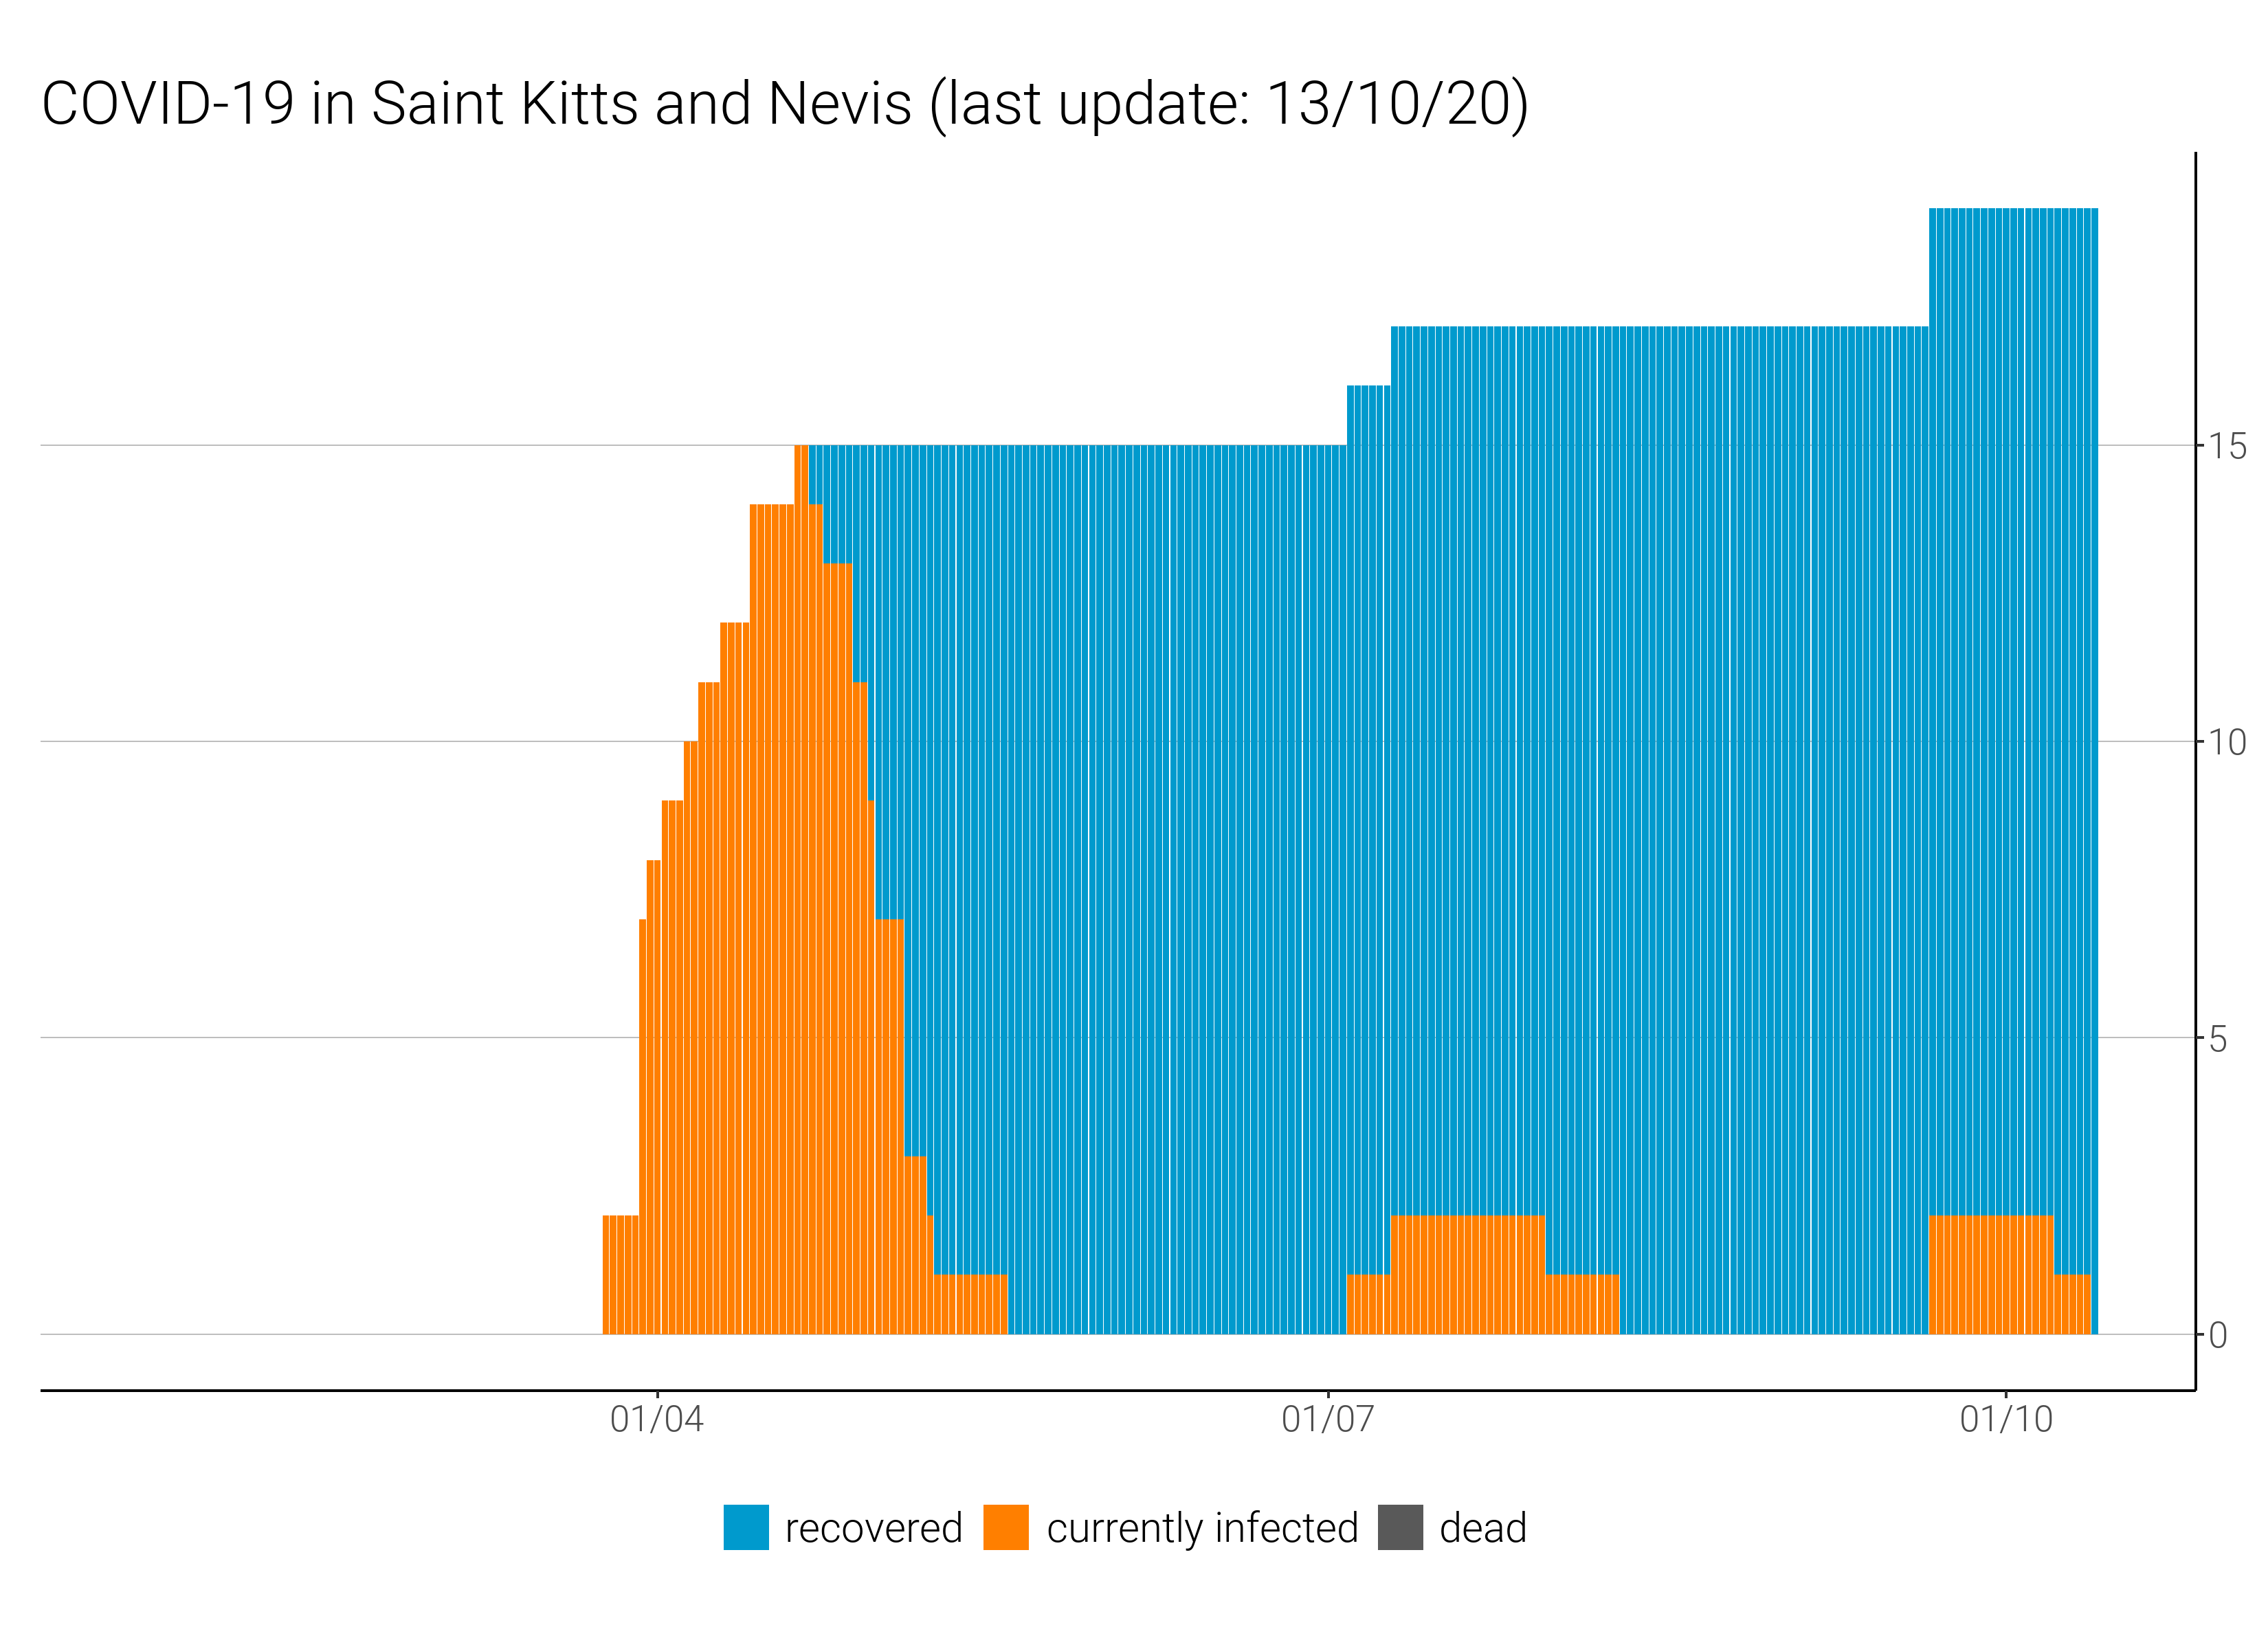 COVID-19 in Saint Kitts and Nevis (last update: 13/10/20)
15
10
5
0
01/04 01/07 01/10
recovered currently infected dead